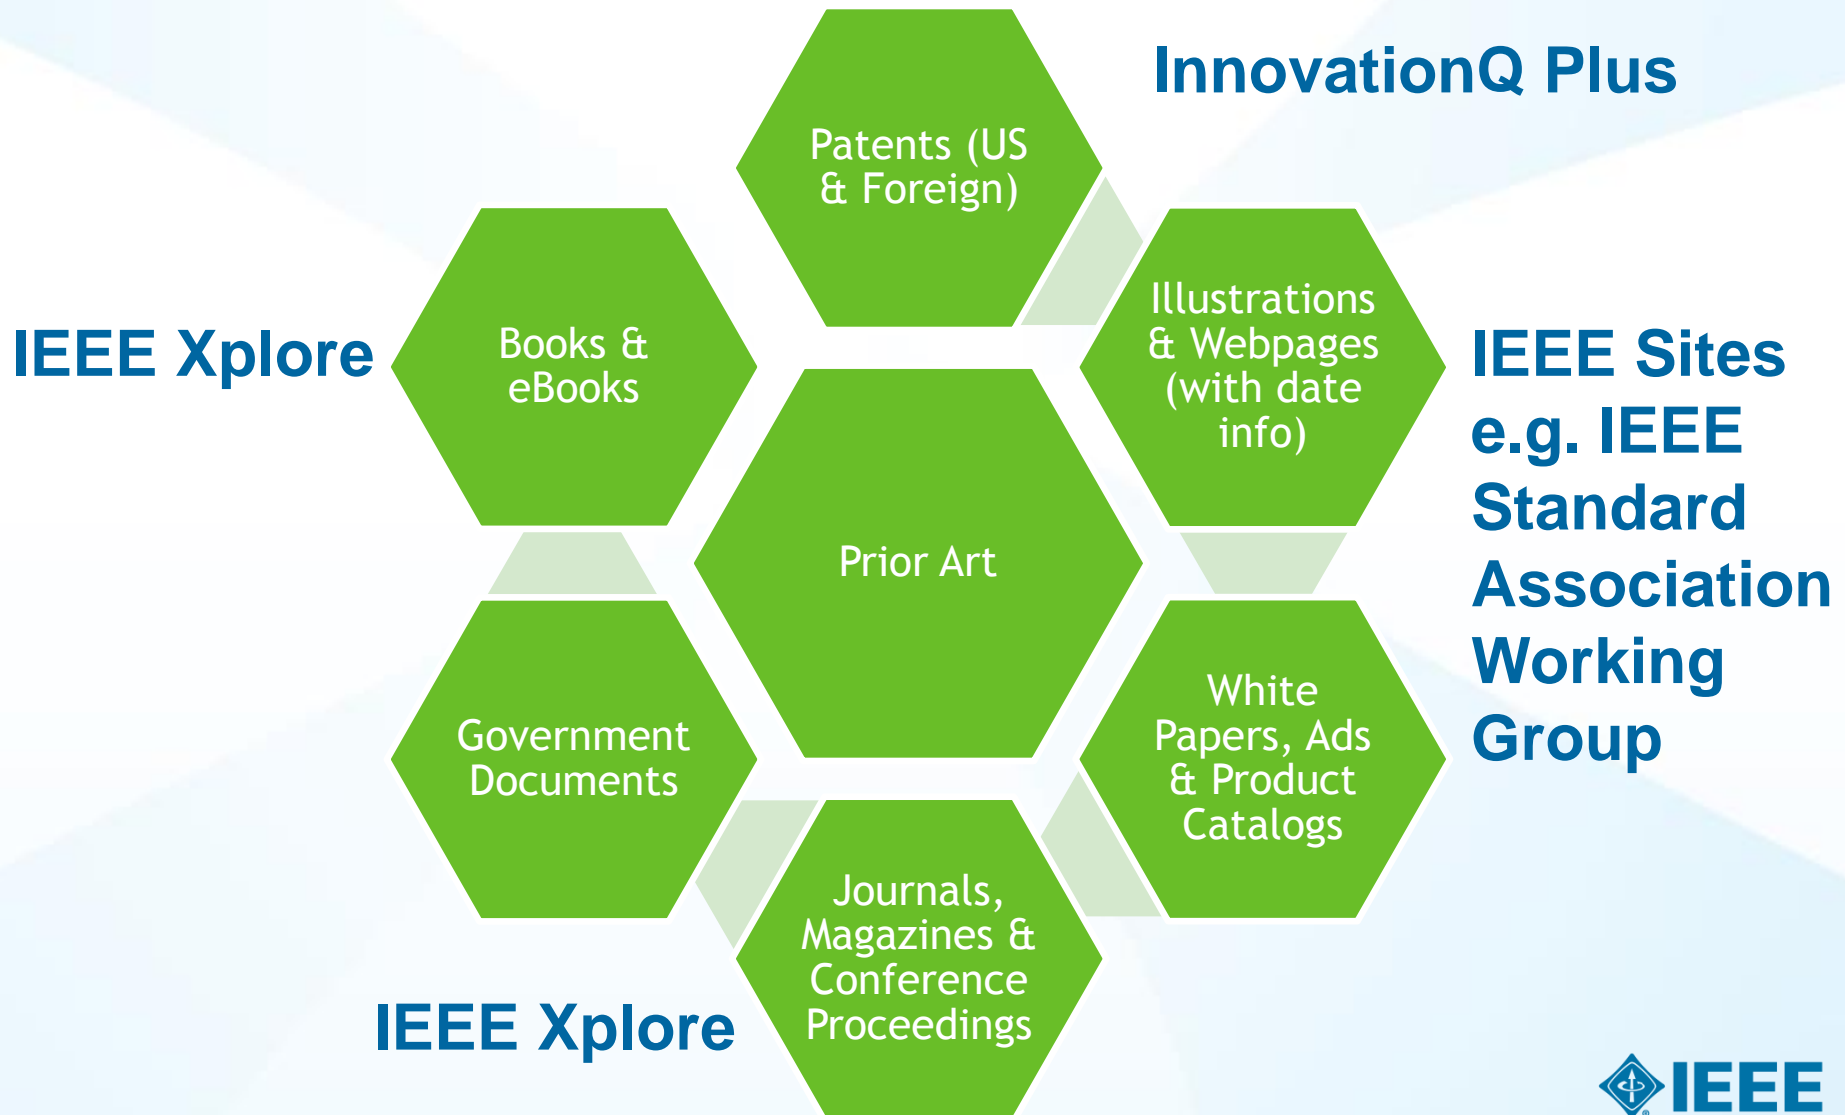 InnovationQ Plus
Patents (US
& Foreign)
Illustrations
& Webpages
(with date
info)
IEEE Xplore
Books &
eBooks
IEEE Sites
e.g. IEEE
Standard
Association
Working
Group
Prior Art
White
Papers, Ads
& Product
Catalogs
Government
Documents
Journals,
Magazines &
Conference
Proceedings
IEEE Xplore
IEEE